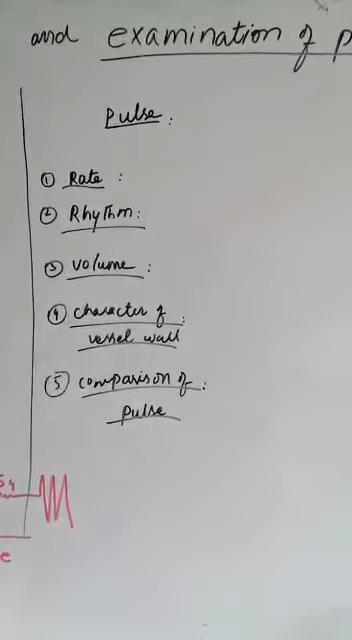 and examination of p
Pulse:
① Rate :
② Rhythm:
③ volume :
④ character of :
vessel wall
⑤ comparison of :
pulse
e